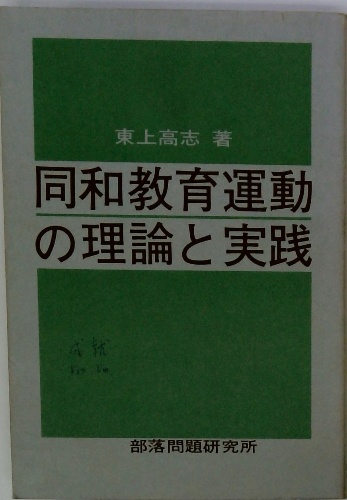 東上高志 著
同和教育運動
の理論と実践
部落問題研究所